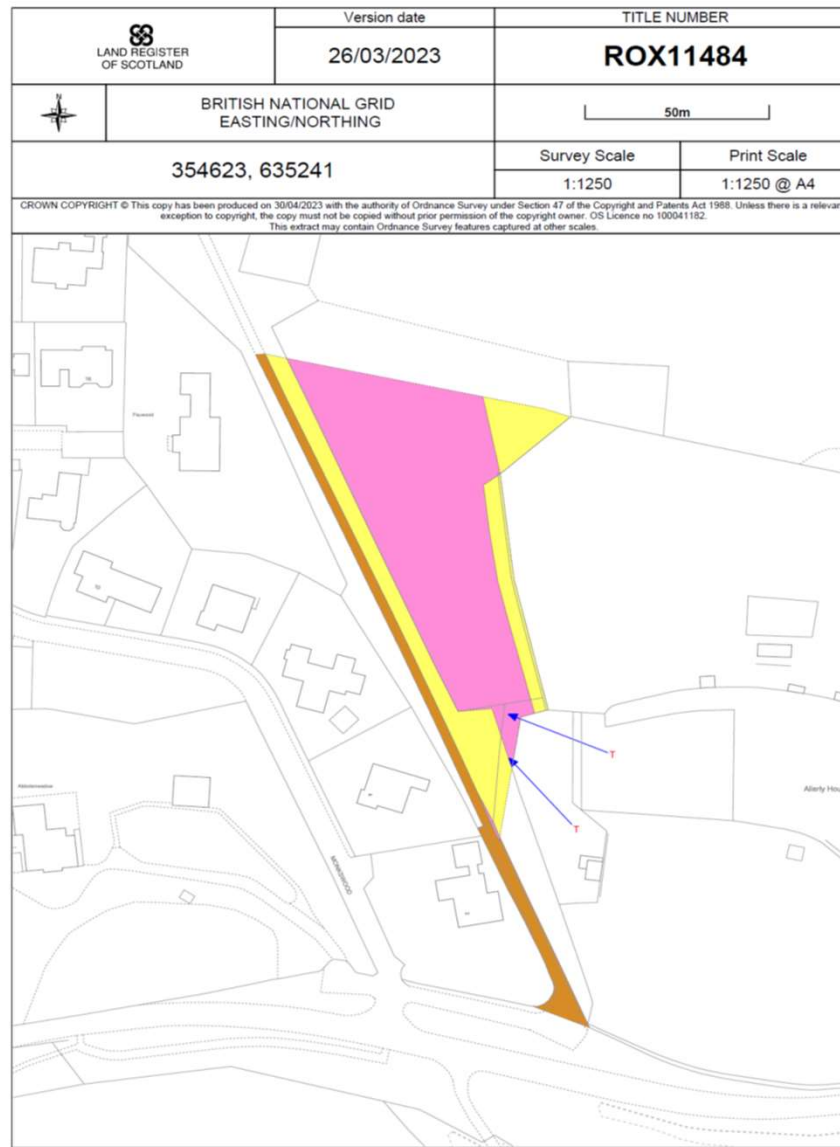 LAND REGISTER
OF SCOTLAND
Version date
26/03/2023
TITLE NUMBER
ROX11484
N
BRITISH NATIONAL GRID
EASTING/NORTHING
50m
354623, 635241
Survey Scale
1:1250
Print Scale
1:1250 @ A4
CROWN COPYRIGHT © This copy has been produced on 30/04/2023 with the authority of Ordnance Survey under Section 47 of the Copyright and Patents Act 1988. Unless there is a relevan
exception to copyright, the copy must not be copied without prior permission of the copyright owner. OS Licence no 100041182.
This extract may contain Ordnance Survey features captured at other scales.
T
T
Allerly Hou
MONKSWOOD